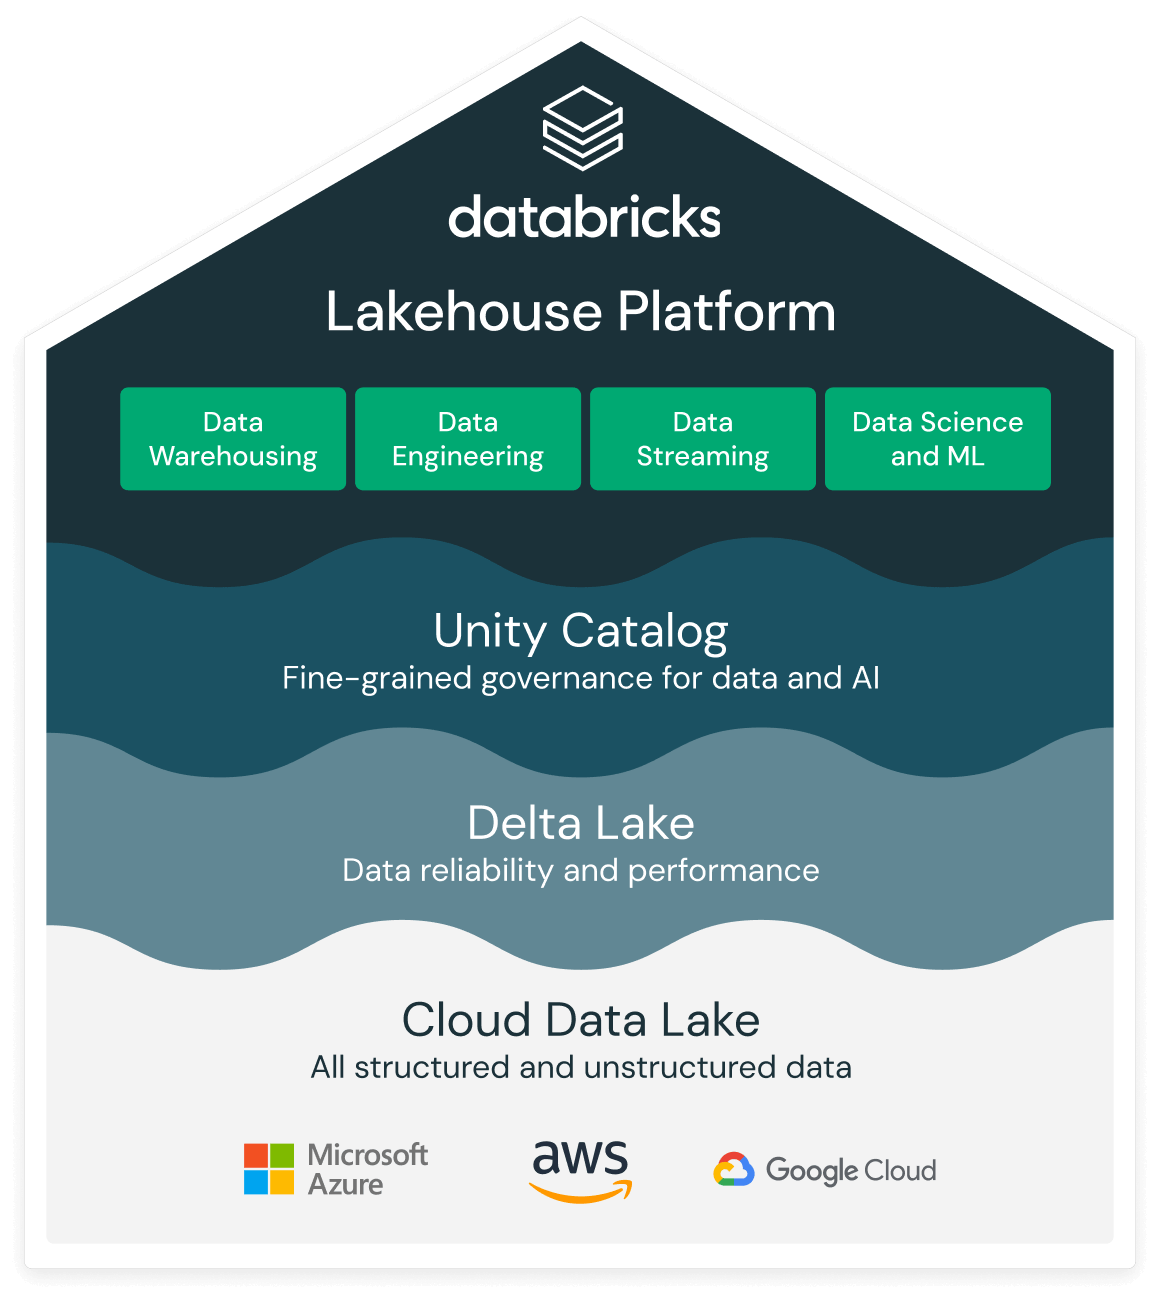 databricks
Lakehouse Platform
Data
Warehousing
Data
Engineering
Data
Streaming
Data Science
and ML
Unity Catalog
Fine-grained governance for data and AI
Delta Lake
Data reliability and performance
Cloud Data Lake
All structured and unstructured data
Microsoft
Azure
aws
Google Cloud